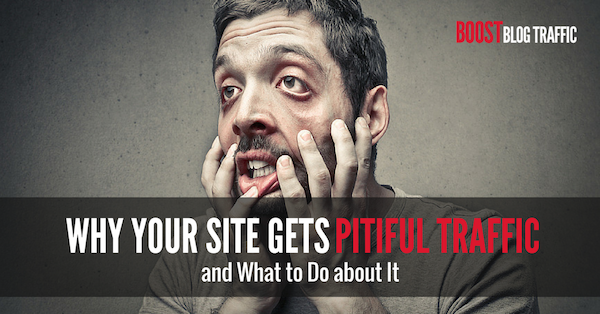 BOOST BLOG TRAFFIC
WHY YOUR SITE GETS PITIFUL TRAFFIC
and What to Do about It